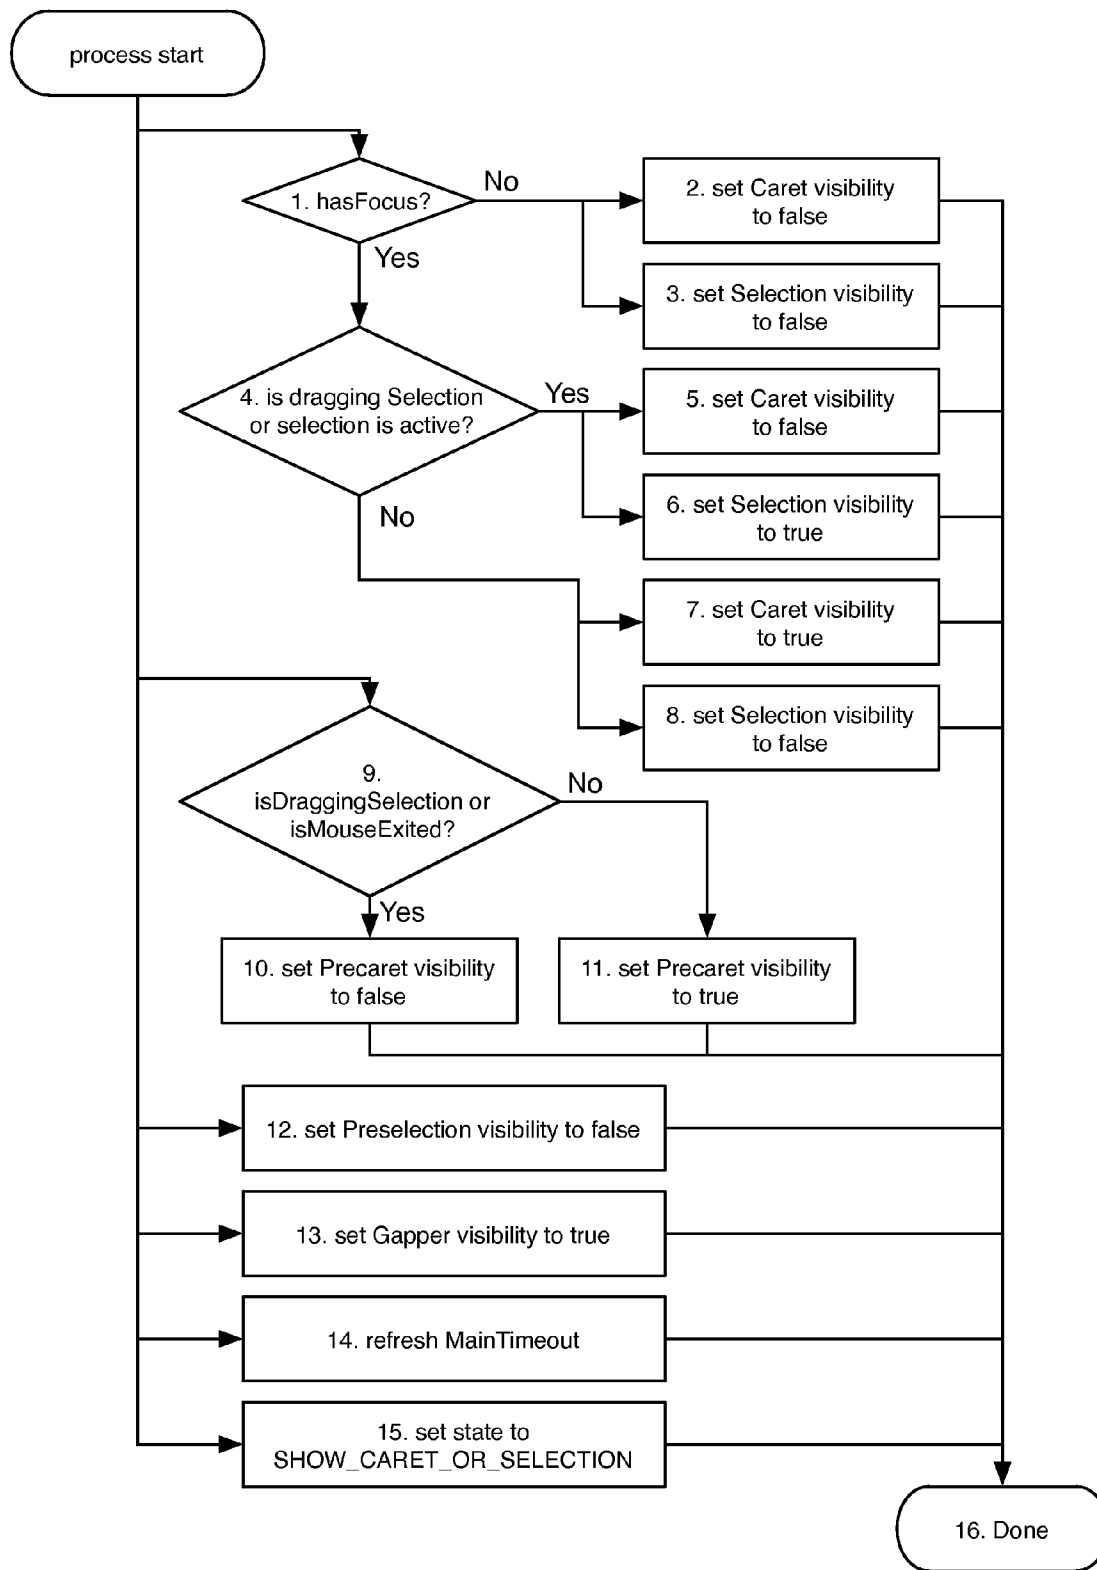 process start
1. hasFocus?
No
Yes
2. set Caret visibility
to false
3. set Selection visibility
to false
4. is dragging Selection
or selection is active?
Yes
No
5. set Caret visibility
to false
6. set Selection visibility
to true
7. set Caret visibility
to true
8. set Selection visibility
to false
9.
isDraggingSelection or
isMouseExited?
No
Yes
10. set Precaret visibility
to false
11. set Precaret visibility
to true
12. set Preselection visibility to false
13. set Gapper visibility to true
14. refresh MainTimeout
15. set state to
SHOW_CARET_OR_SELECTION
16. Done